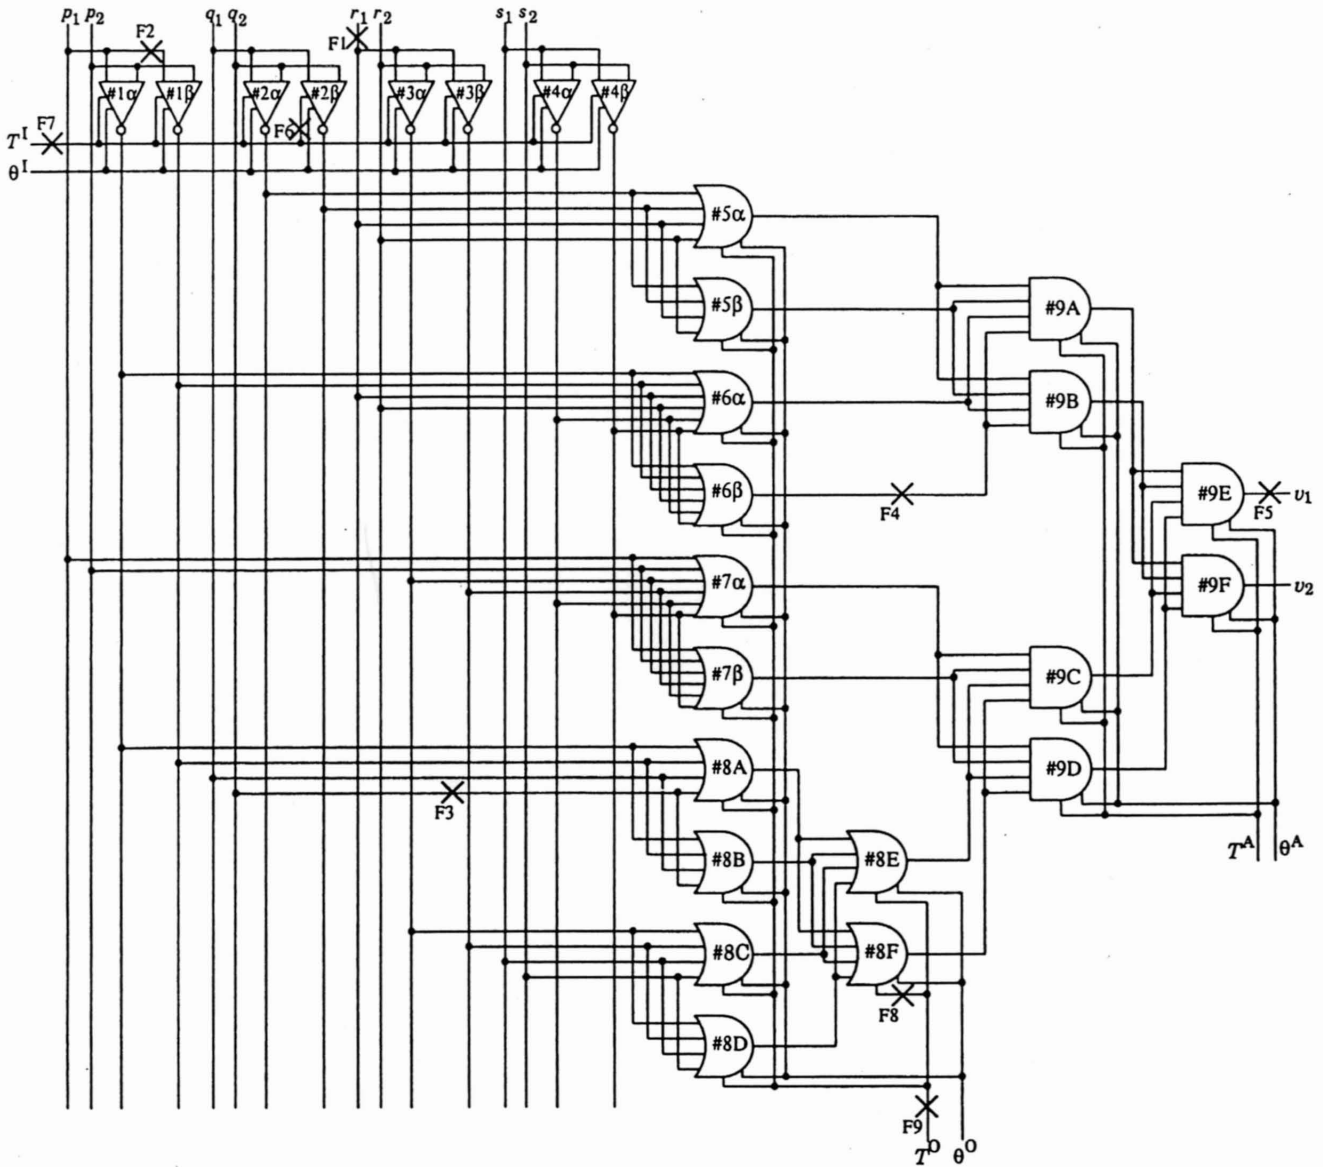 p1 p2 q1 q2 r1 r2 s1 s2
F2 F1
#1α #1β #2α #2β #3α #3β #4α #4β
F7 F6
T^I
θ^I
#5α
#5β
#9A
#6α
#9B
#6β
F4
#9E
F5
υ1
#7α
#9F
υ2
#7β
#9C
#8A
#9D
F3
#8B
#8E
T^A θ^A
#8C
#8F
F8
#8D
F9
T^O θ^O